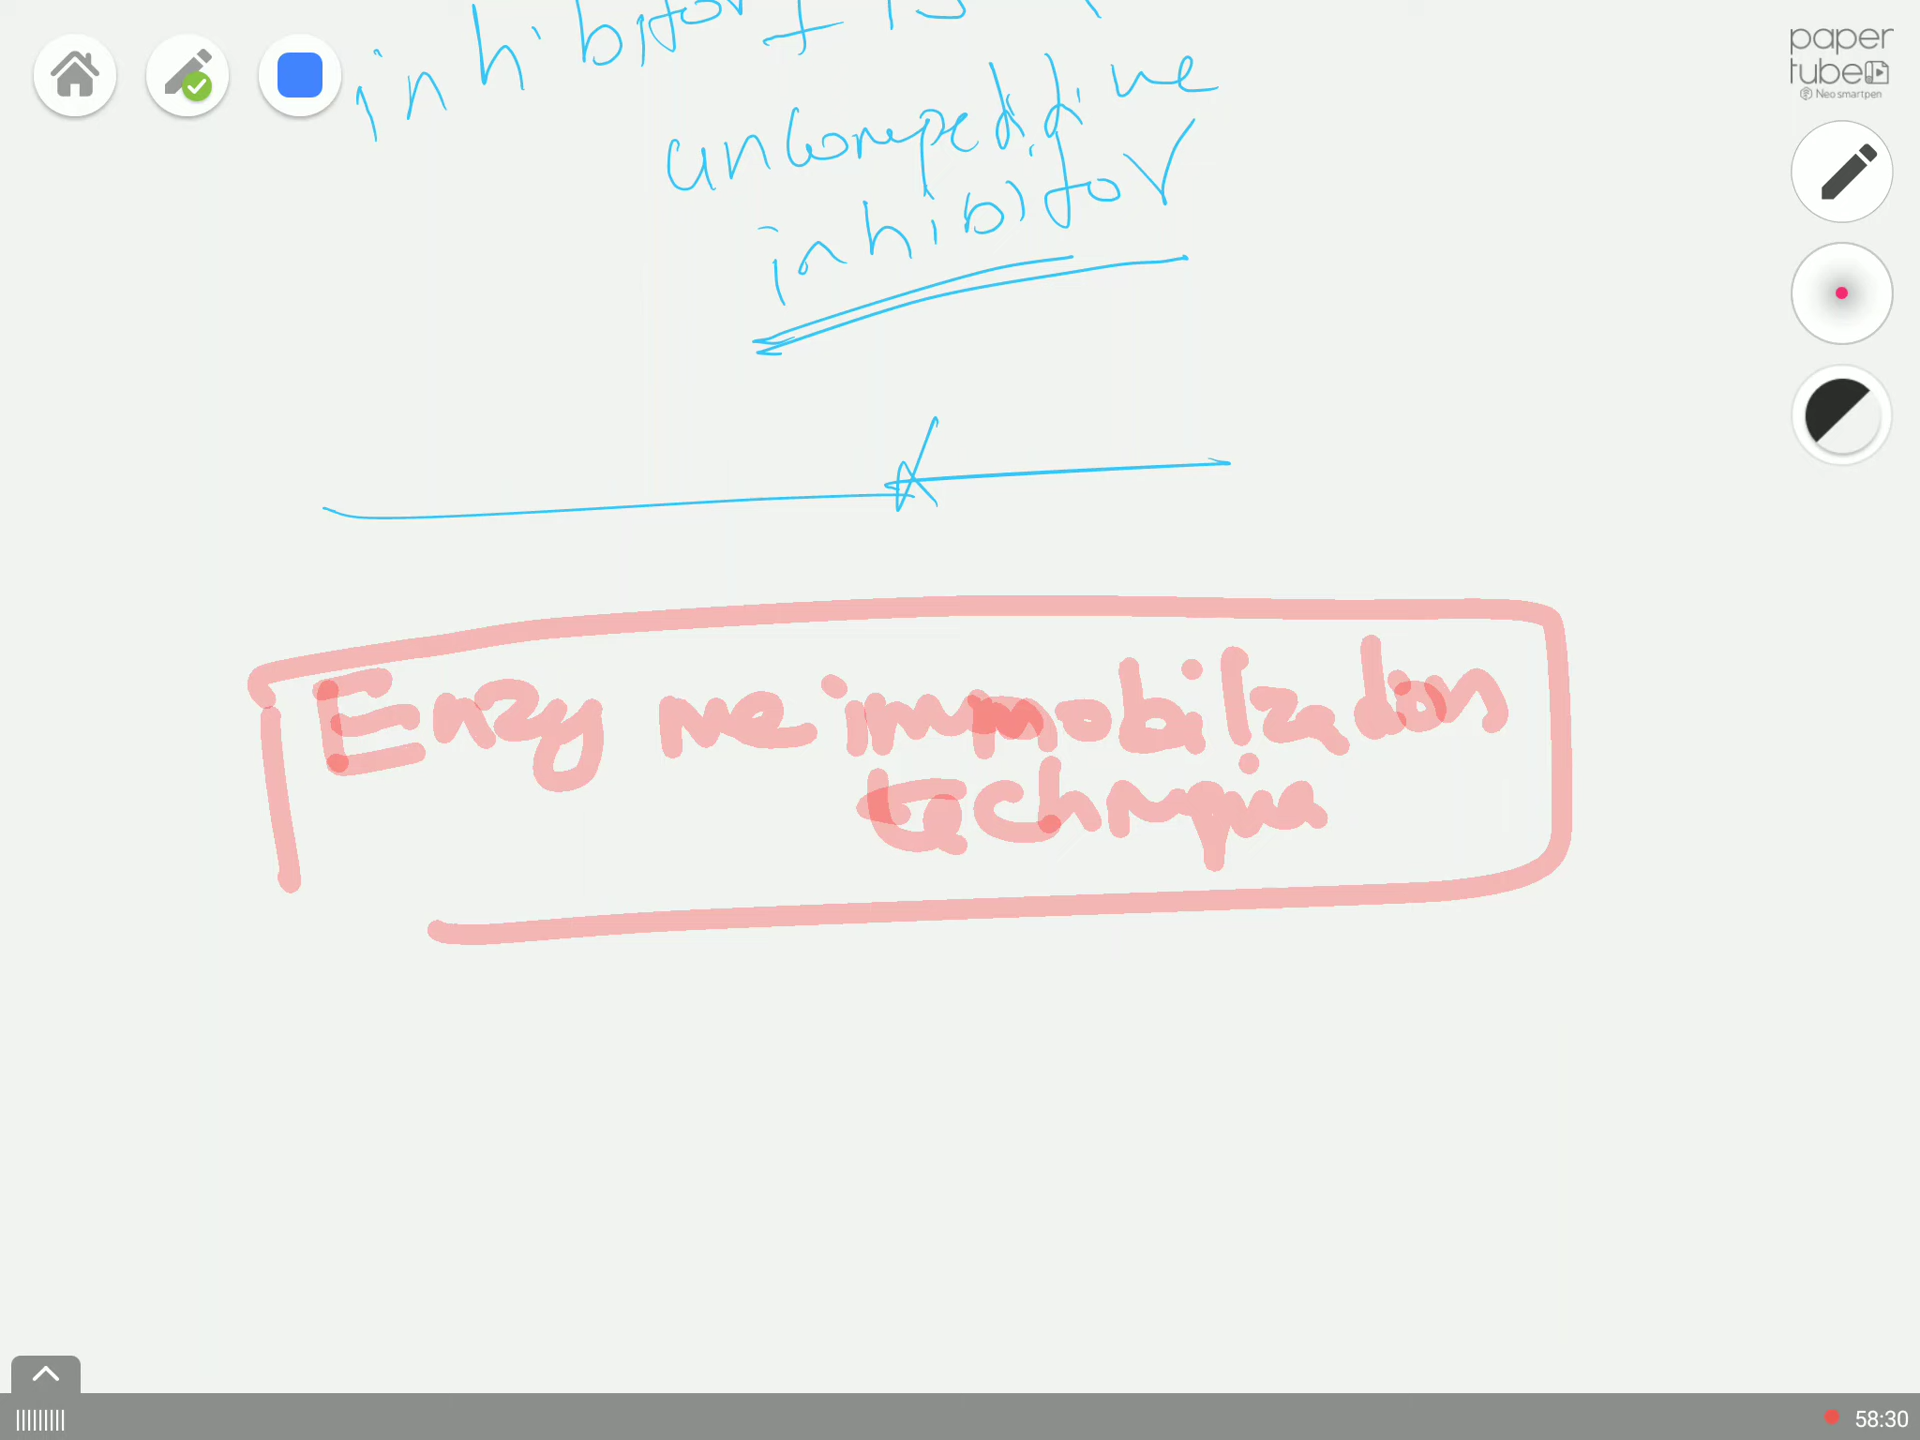 inhibitor I is
uncompetitive
inhibitor
Enzyme immobilization
technique
paper
tube
Neo smartpen
58:30